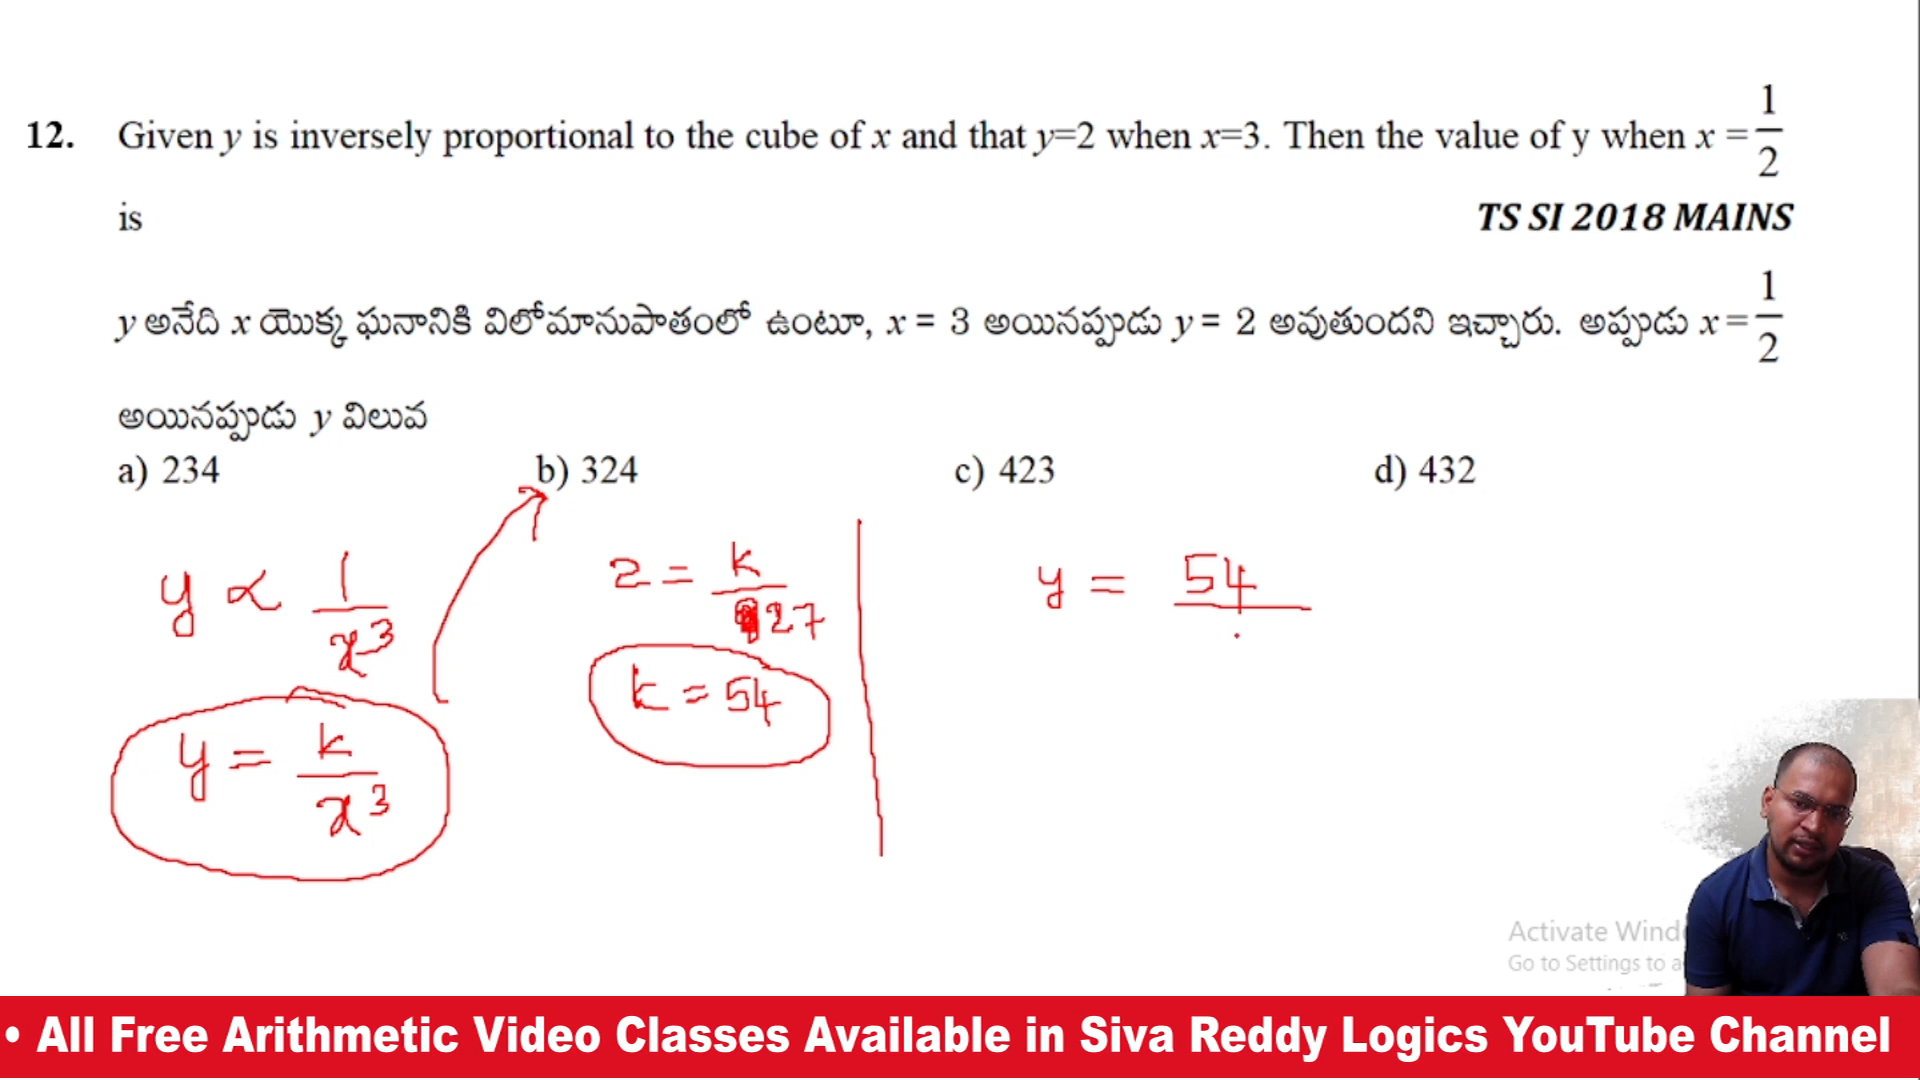 12. Given y is inversely proportional to the cube of x and that y=2 when x=3. Then the value of y when x = 1/2
is TS SI 2018 MAINS
y అనేది x యొక్క ఘనానికి విలోమానుపాతంలో ఉంటూ, x = 3 అయినప్పుడు y = 2 అవుతుందని ఇచ్చారు. అప్పుడు x = 1/2
అయినప్పుడు y విలువ
a) 234 b) 324 c) 423 d) 432
y ∝ 1/x³
y = k/x³
2 = k/27
k = 54
y = 54
Activate Wind
Go to Settings to a
• All Free Arithmetic Video Classes Available in Siva Reddy Logics YouTube Channel